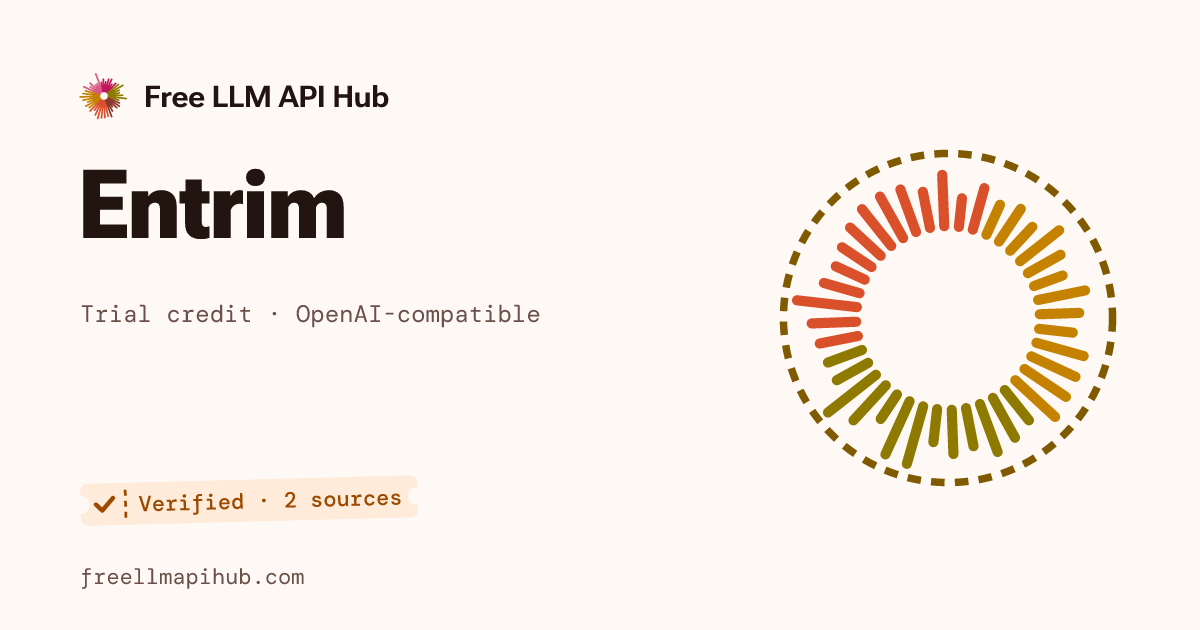 Free LLM API Hub
Entrim
Trial credit · OpenAI-compatible
Verified · 2 sources
freellmapihub.com